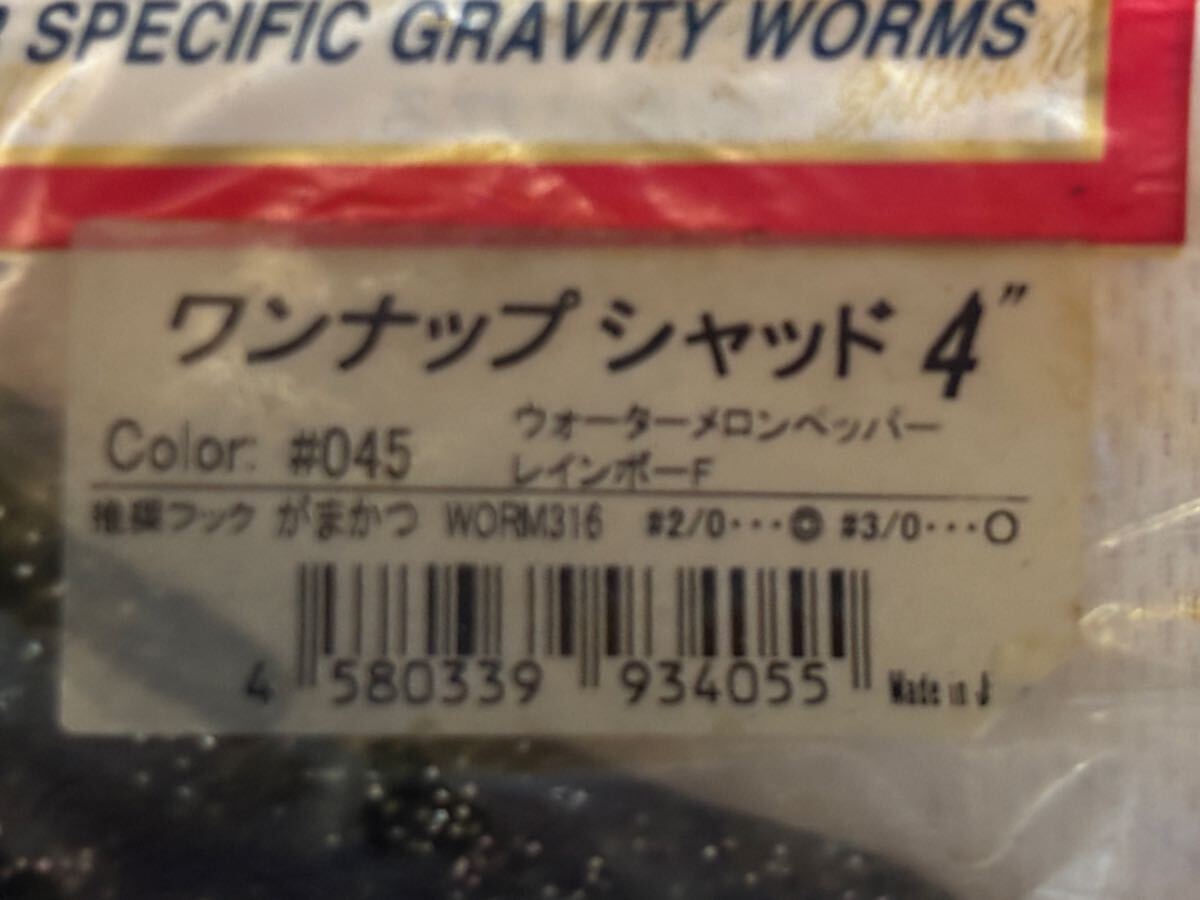 SPECIFIC GRAVITY WORMS
ワンナップ シャッド 4"
Color: #045 ウォーターメロンペッパー
レインボーF
推奨フック がまかつ WORM316 #2/0・・・◎ #3/0・・・○
4 580339 934055 Made in J